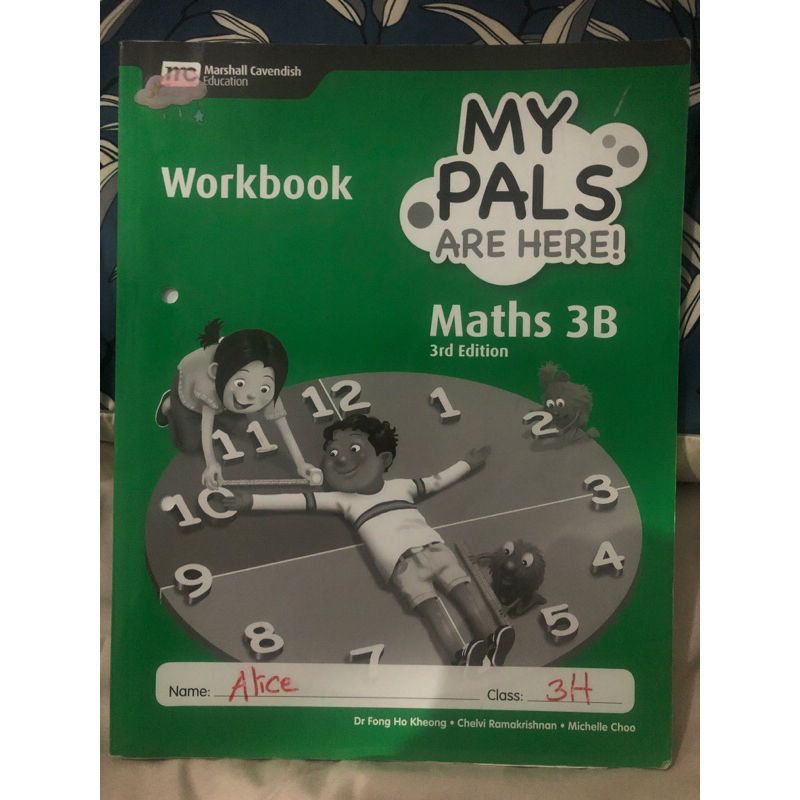 mc Marshall Cavendish
Education
Workbook
MY
PALS
ARE HERE!
Maths 3B
3rd Edition
12
1
2
3
4
5
7
8
9
10
11
Name: Alice Class: 3H
Dr Fong Ho Kheong • Chelvi Ramakrishnan • Michelle Choo